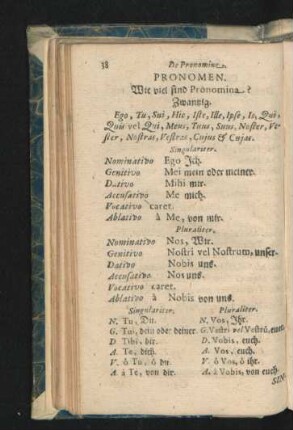 38 De Pronomine.
PRONOMEN.
Wie viel sind Pronomina?
Zwantzig.
Ego, Tu, Sui, Hic, Iste, Ille, Ipse, Is, Qui,
Quis vel Qui, Meus, Tuus, Suus, Noster, Ve-
ster, Nostras, Vestras, Cujus & Cujas.
Singulariter.
Nominativo Ego Ich.
Genitivo Mei mein oder meiner.
Dativo Mihi mir.
Accusativo Me mich.
Vocativo caret.
Ablativo à Me, von mir.
Pluraliter.
Nominativo Nos, Wir.
Genitivo Nostri vel Nostrum, unser-
Dativo Nobis uns.
Accusativo Nos uns.
Vocativo caret.
Ablativo à Nobis von uns.
Singulariter. Pluraliter.
N. Tu, Du. N. Vos, Ihr.
G. Tui, dein oder deiner. G. Vestri vel Vestrû, euer.
D. Tibi, dir. D. Vobis, euch.
A. Te, dich. A. Vos, euch.
V. ô Tu, ô du. V. ô Vos, ô ihr.
A. à Te, von dir. A. à Vobis, von euch.
SIN-